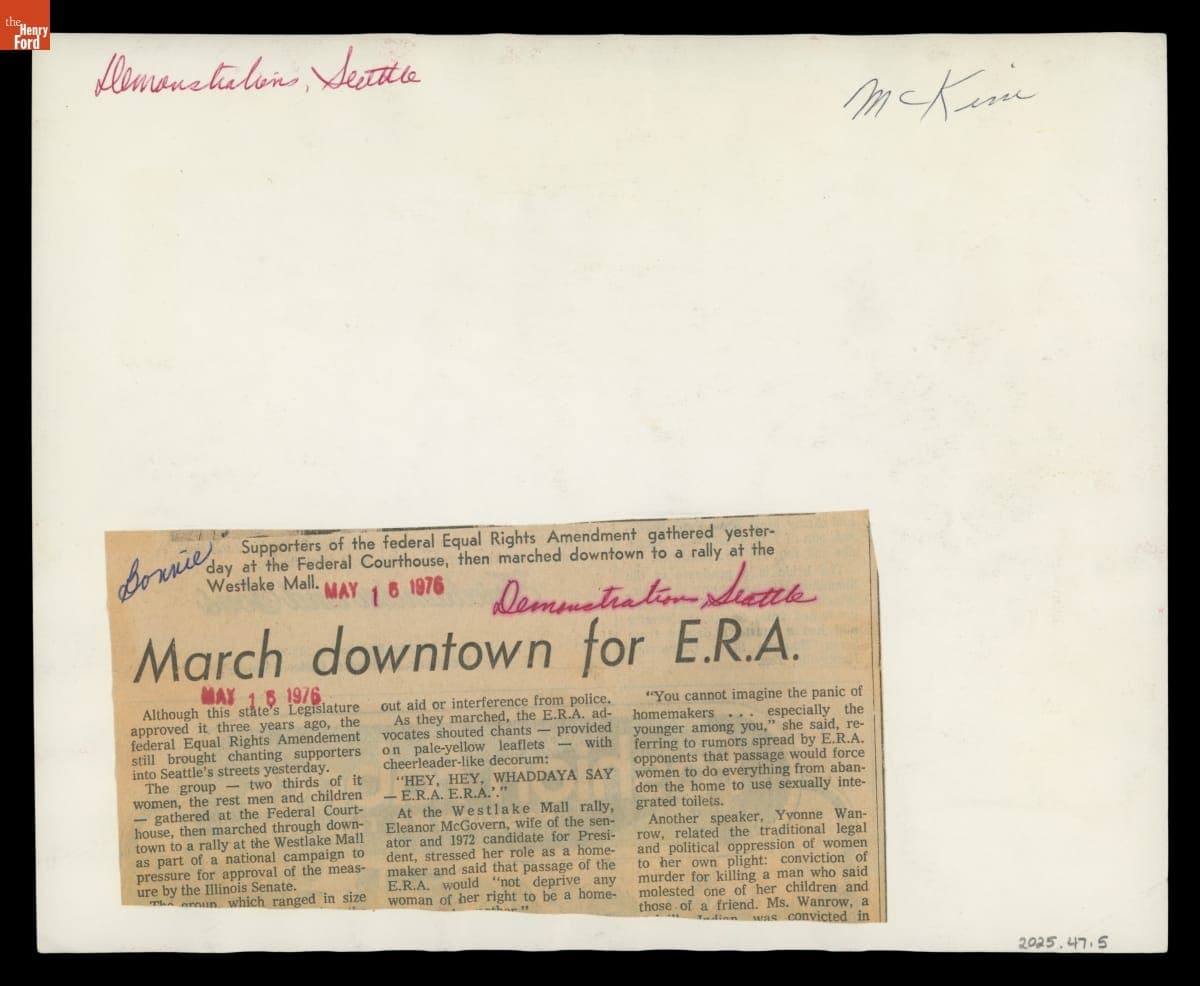 the
Henry
Ford
Demonstrations, Seattle
McKim
Bonnie
Supporters of the federal Equal Rights Amendment gathered yester-
day at the Federal Courthouse, then marched downtown to a rally at the
Westlake Mall.
MAY 16 1976
Demonstrations, Seattle
March downtown for E.R.A.
MAY 16 1976
Although this state's Legislature
approved it three years ago, the
federal Equal Rights Amendement
still brought chanting supporters
into Seattle's streets yesterday.
The group — two thirds of it
women, the rest men and children
— gathered at the Federal Court-
house, then marched through down-
town to a rally at the Westlake Mall
as part of a national campaign to
pressure for approval of the meas-
ure by the Illinois Senate.
The group, which ranged in size
out aid or interference from police.
As they marched, the E.R.A. ad-
vocates shouted chants — provided
on pale-yellow leaflets — with
cheerleader-like decorum:
"HEY, HEY, WHADDAYA SAY
— E.R.A. E.R.A.'."
At the Westlake Mall rally,
Eleanor McGovern, wife of the sen-
ator and 1972 candidate for Presi-
dent, stressed her role as a home-
maker and said that passage of the
E.R.A. would "not deprive any
woman of her right to be a home-
"You cannot imagine the panic of
homemakers . . . especially the
younger among you," she said, re-
ferring to rumors spread by E.R.A.
opponents that passage would force
women to do everything from aban-
don the home to use sexually inte-
grated toilets.
Another speaker, Yvonne Wan-
row, related the traditional legal
and political oppression of women
to her own plight: conviction of
murder for killing a man who said
molested one of her children and
those of a friend. Ms. Wanrow, a
Indian, was convicted in
2025.47.5